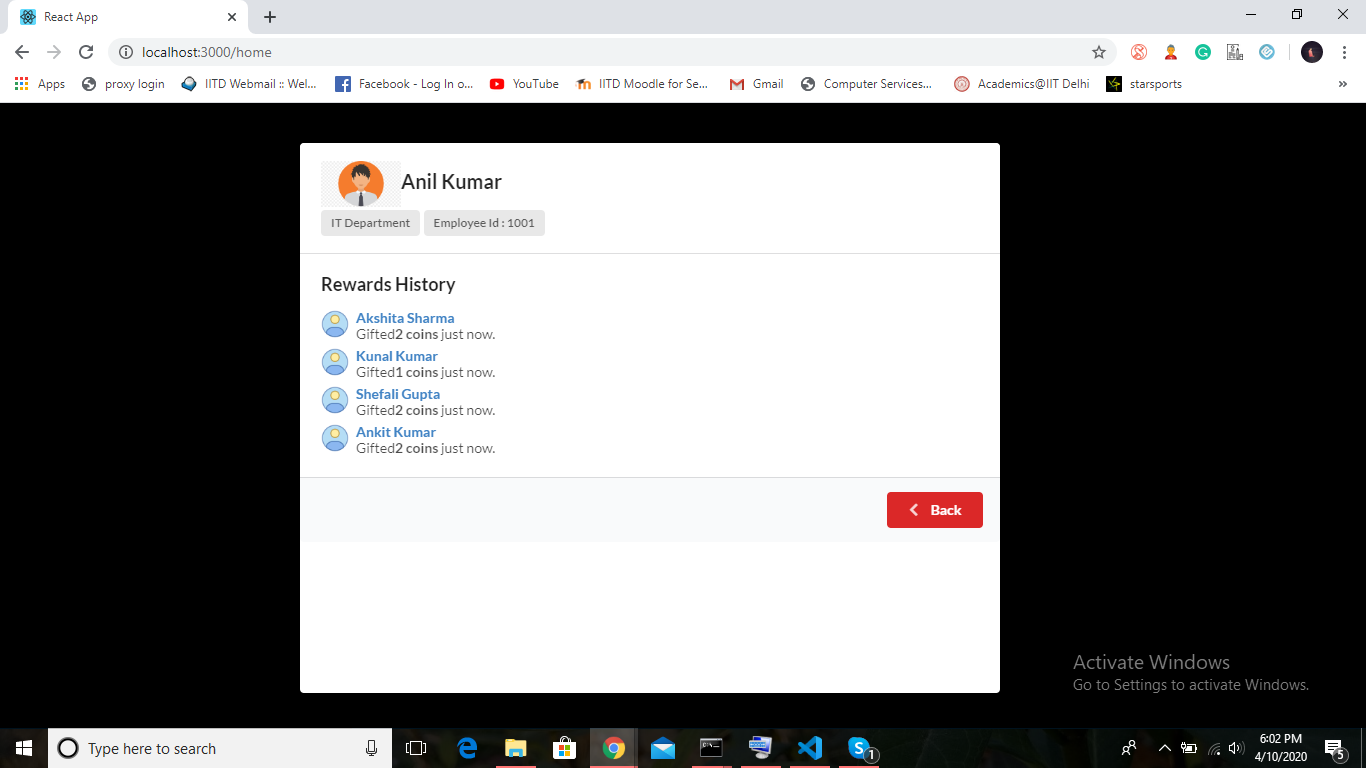 React App
localhost:3000/home
Apps
proxy login
IITD Webmail :: Wel...
Facebook - Log In o...
YouTube
IITD Moodle for Se...
Gmail
Computer Services...
Academics@IIT Delhi
starsports
Anil Kumar
IT Department
Employee Id : 1001
Rewards History
Akshita Sharma
Gifted2 coins just now.
Kunal Kumar
Gifted1 coins just now.
Shefali Gupta
Gifted2 coins just now.
Ankit Kumar
Gifted2 coins just now.
Back
Activate Windows
Go to Settings to activate Windows.
Type here to search
1
6:02 PM
4/10/2020
5